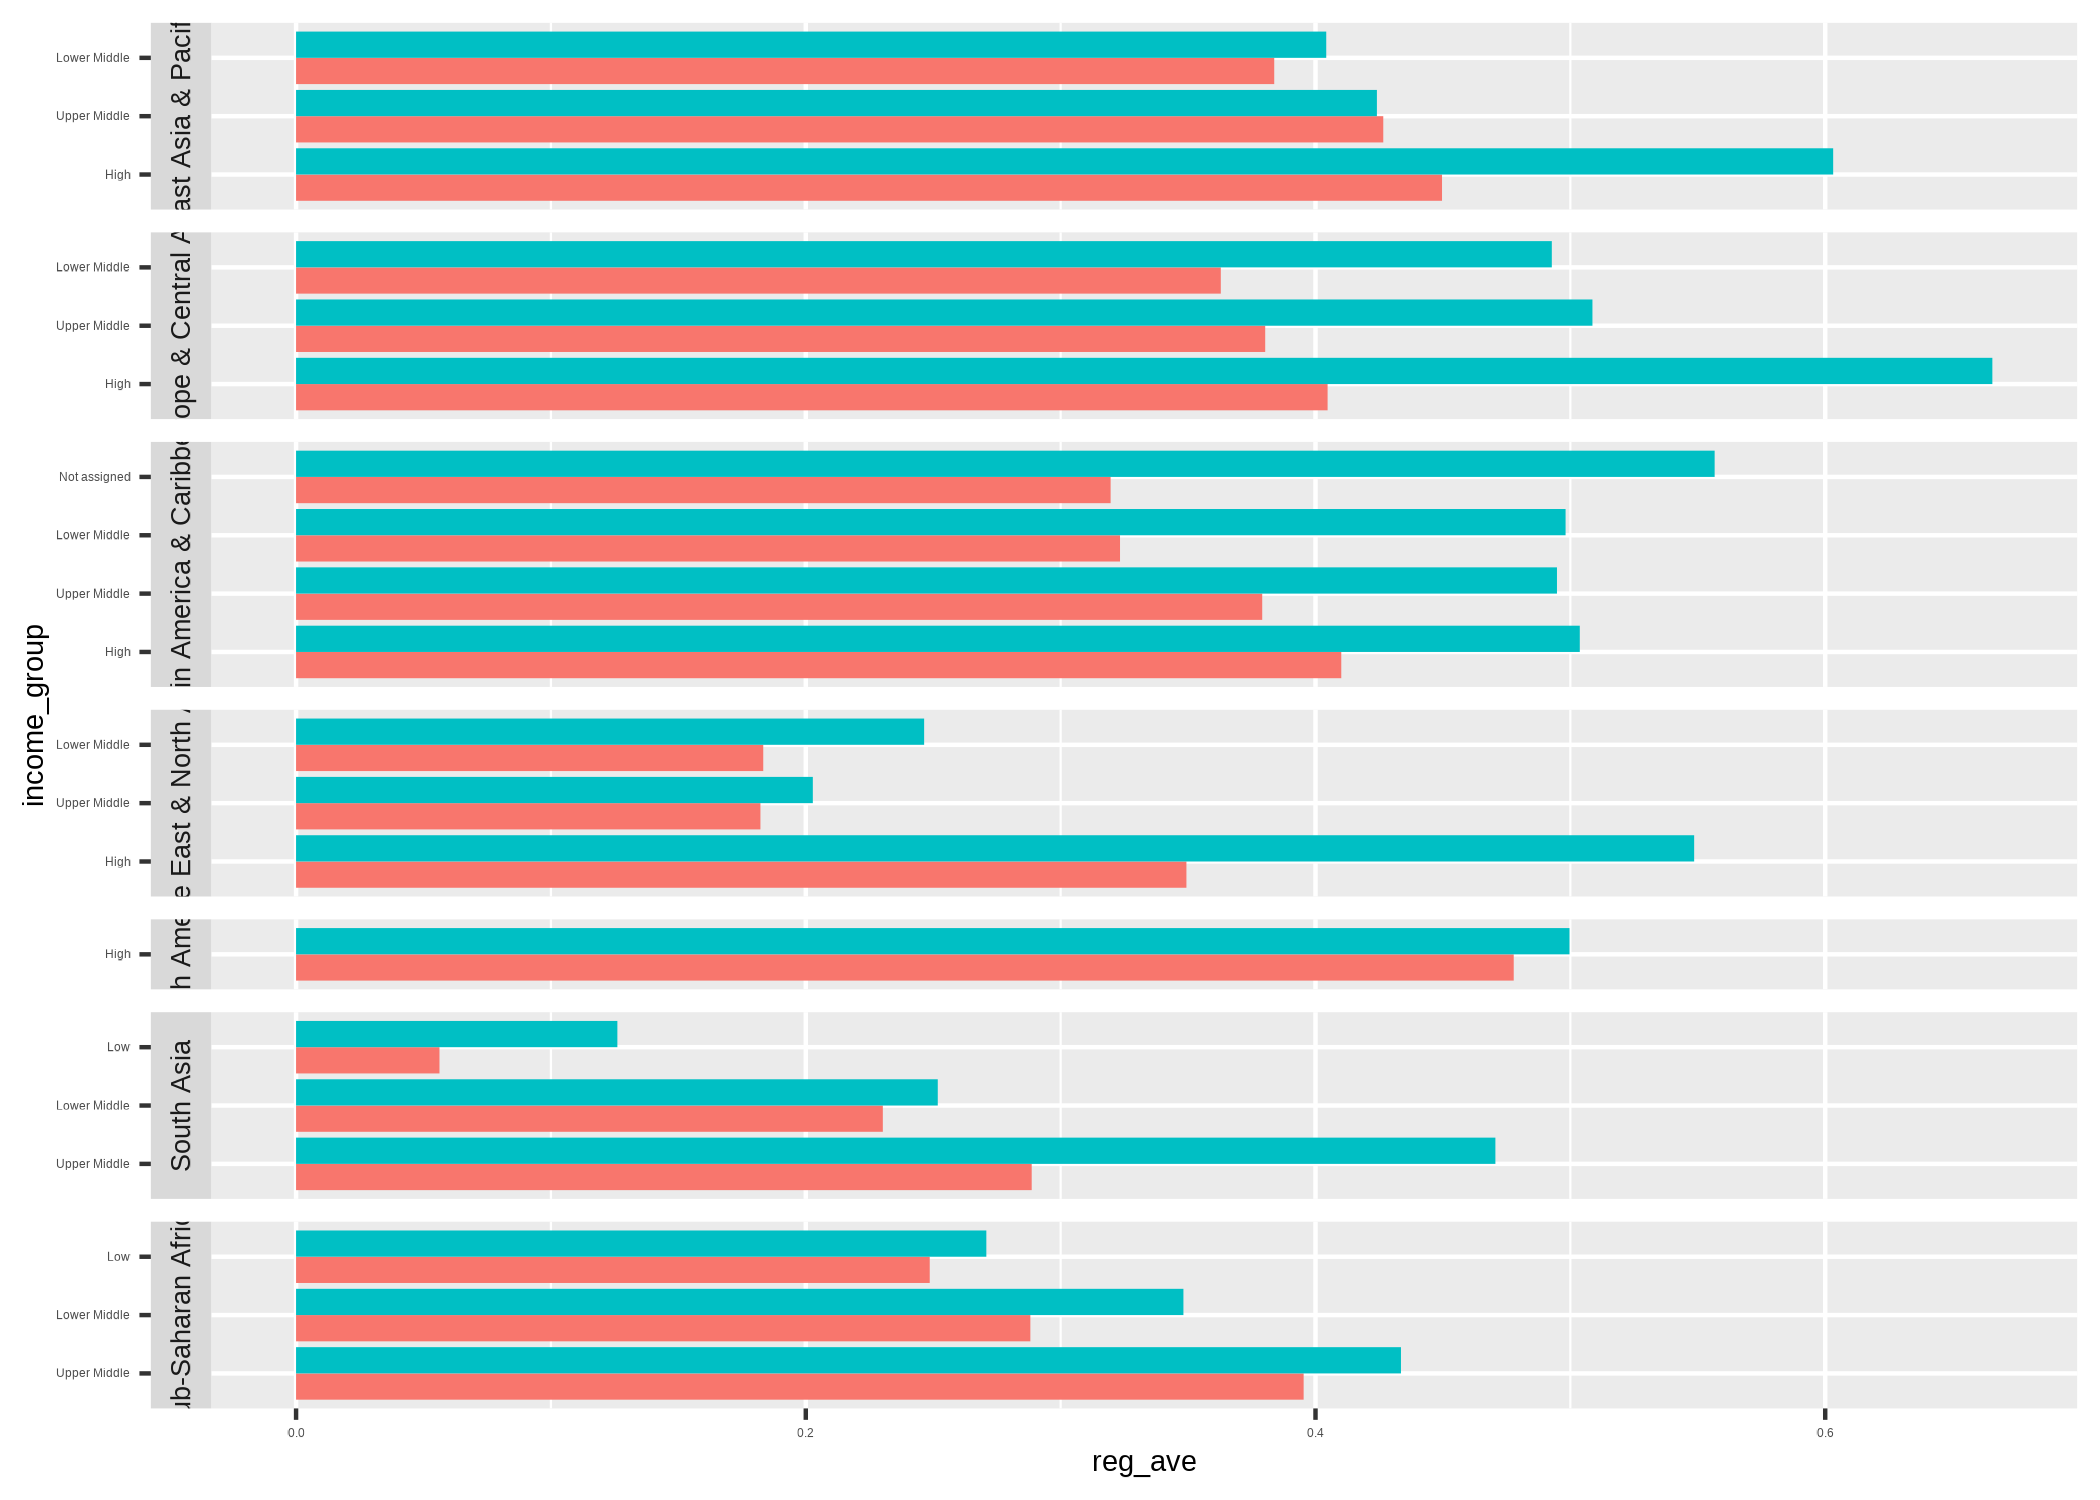 ast Asia & Pacif
Lower Middle
Upper Middle
High
ope & Central A
Lower Middle
Upper Middle
High
in America & Caribbe
Not assigned
Lower Middle
Upper Middle
High
e East & North A
Lower Middle
Upper Middle
High
h Ame
High
South Asia
Low
Lower Middle
Upper Middle
ub-Saharan Afric
Low
Lower Middle
Upper Middle
income_group
0.0 0.2 0.4 0.6
reg_ave